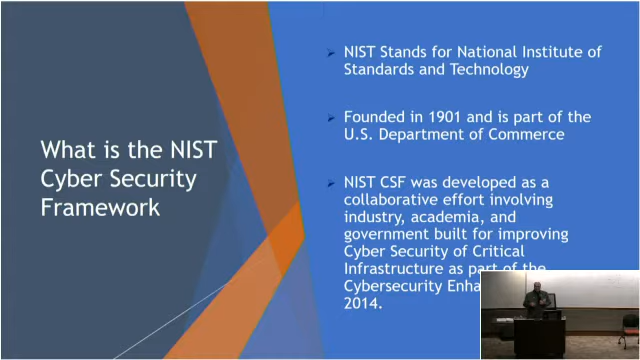 What is the NIST
Cyber Security
Framework
NIST Stands for National Institute of
Standards and Technology
Founded in 1901 and is part of the
U.S. Department of Commerce
NIST CSF was developed as a
collaborative effort involving
industry, academia, and
government built for improving
Cyber Security of Critical
Infrastructure as part of the
Cybersecurity
2014.